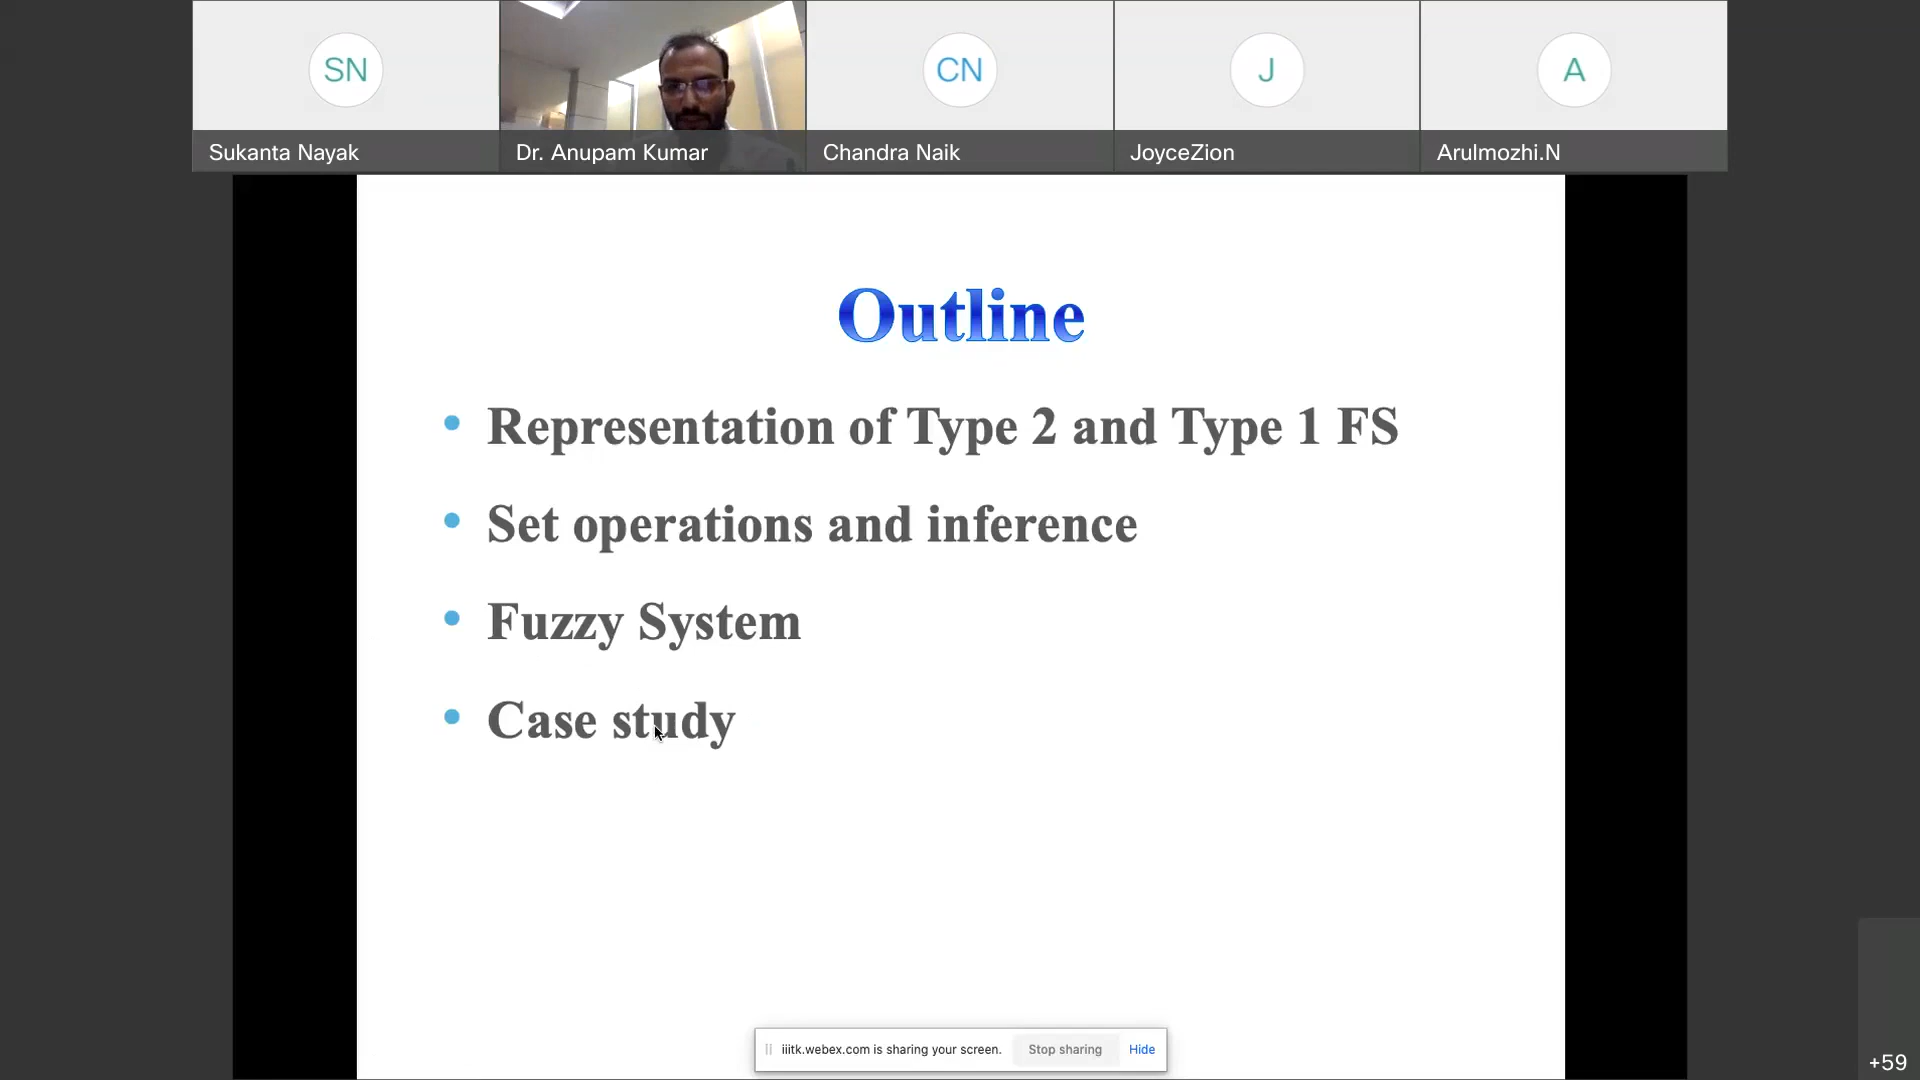 SN
CN
J
A
Sukanta Nayak
Dr. Anupam Kumar
Chandra Naik
JoyceZion
Arulmozhi.N
Outline
• Representation of Type 2 and Type 1 FS
• Set operations and inference
• Fuzzy System
• Case study
iiitk.webex.com is sharing your screen.
Stop sharing
Hide
+59